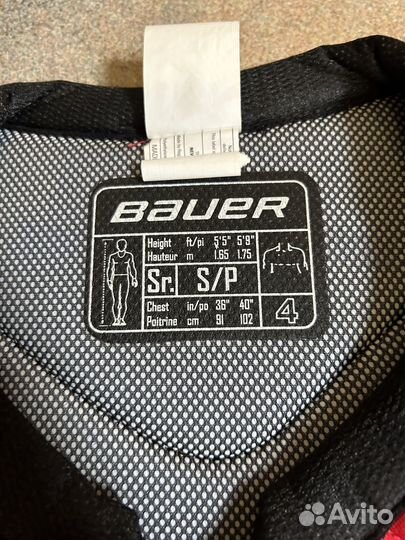 BAUER
Height ft/pi 5'5" 5'9"
Hauteur m 1.65 1.75
Sr. S/P
Chest in/po 36" 40"
Poitrine cm 91 102
4
Avito